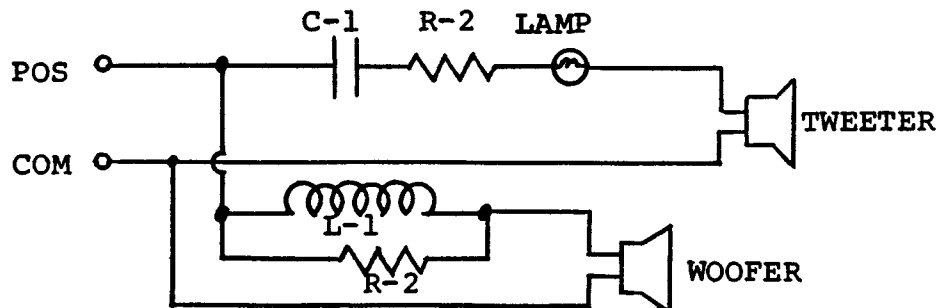 C-1 R-2 LAMP
POS
TWEETER
COM
L-1
R-2
WOOFER